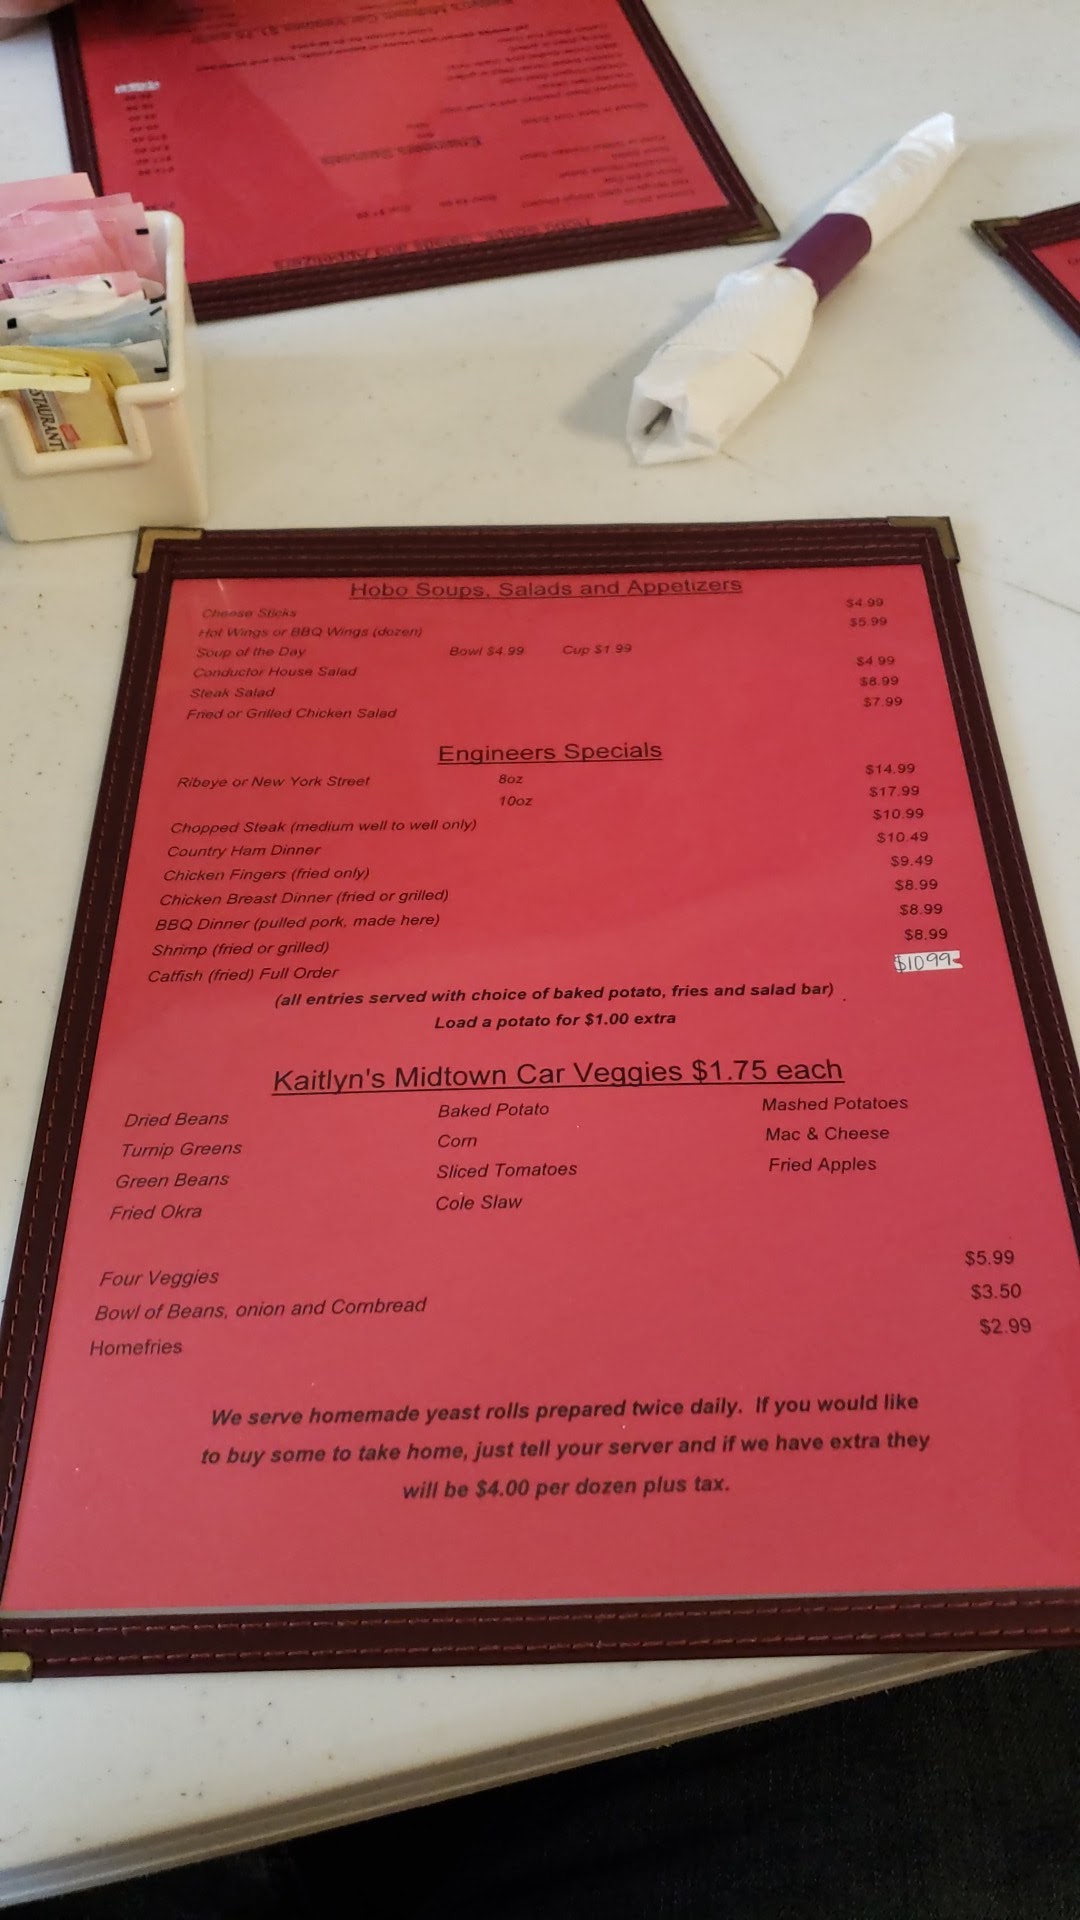 STAURANT
Hobo Soups, Salads and Appetizers
Cheese Sticks $4.99
Hot Wings or BBQ Wings (dozen) $5.99
Soup of the Day Bowl $4.99 Cup $1.99
Conductor House Salad $4.99
Steak Salad $8.99
Fried or Grilled Chicken Salad $7.99
Engineers Specials
Ribeye or New York Street 8oz $14.99
10oz $17.99
Chopped Steak (medium well to well only) $10.99
Country Ham Dinner $10.49
Chicken Fingers (fried only) $9.49
Chicken Breast Dinner (fried or grilled) $8.99
BBQ Dinner (pulled pork, made here) $8.99
Shrimp (fried or grilled) $8.99
Catfish (fried) Full Order $10.99
(all entries served with choice of baked potato, fries and salad bar)
Load a potato for $1.00 extra
Kaitlyn's Midtown Car Veggies $1.75 each
Dried Beans Baked Potato Mashed Potatoes
Turnip Greens Corn Mac & Cheese
Green Beans Sliced Tomatoes Fried Apples
Fried Okra Cole Slaw
Four Veggies $5.99
Bowl of Beans, onion and Cornbread $3.50
Homefries $2.99
We serve homemade yeast rolls prepared twice daily. If you would like
to buy some to take home, just tell your server and if we have extra they
will be $4.00 per dozen plus tax.